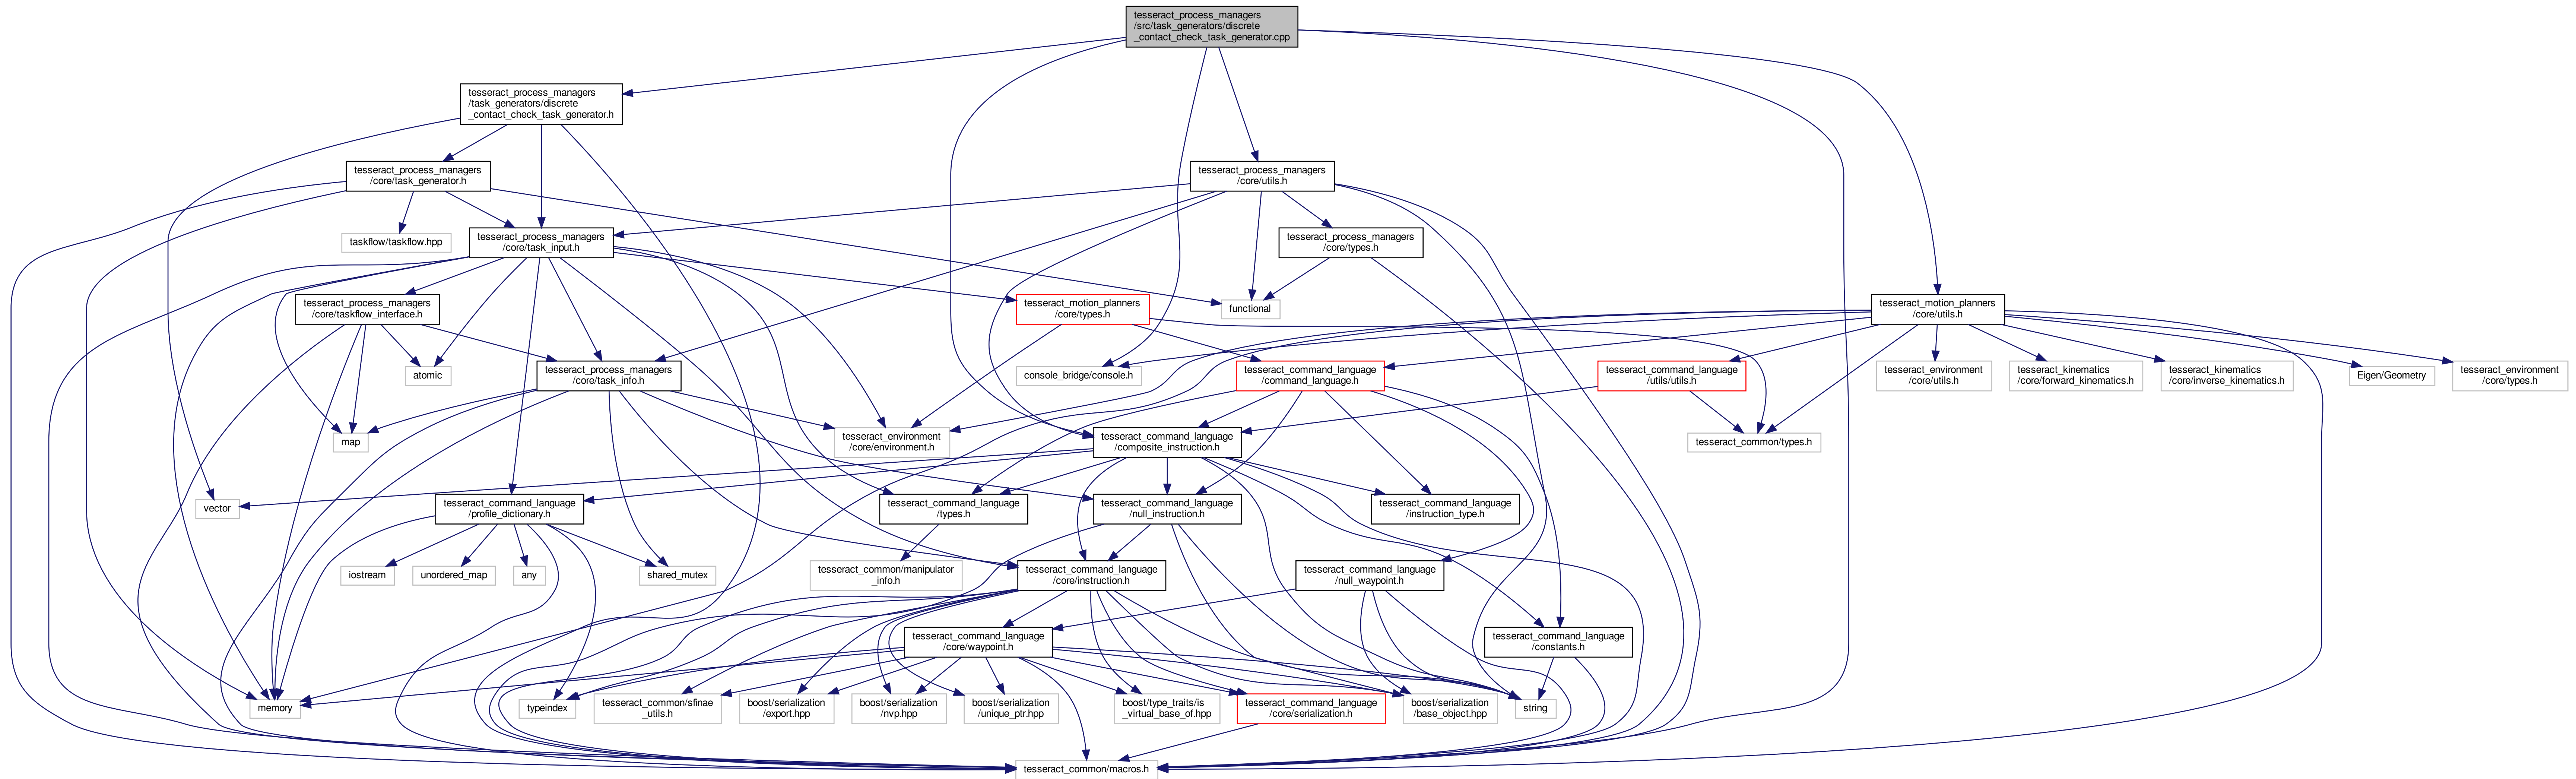 tesseract_process_managers
/src/task_generators/discrete
_contact_check_task_generator.cpp
tesseract_process_managers
/task_generators/discrete
_contact_check_task_generator.h
tesseract_process_managers
/core/task_generator.h
tesseract_process_managers
/core/utils.h
taskflow/taskflow.hpp
tesseract_process_managers
/core/task_input.h
tesseract_process_managers
/core/types.h
tesseract_process_managers
/core/taskflow_interface.h
tesseract_motion_planners
/core/types.h
functional
tesseract_motion_planners
/core/utils.h
atomic
tesseract_process_managers
/core/task_info.h
console_bridge/console.h
tesseract_command_language
/command_language.h
tesseract_command_language
/utils/utils.h
tesseract_environment
/core/utils.h
tesseract_kinematics
/core/forward_kinematics.h
tesseract_kinematics
/core/inverse_kinematics.h
Eigen/Geometry
tesseract_environment
/core/types.h
map
tesseract_environment
/core/environment.h
tesseract_command_language
/composite_instruction.h
tesseract_common/types.h
vector
tesseract_command_language
/profile_dictionary.h
tesseract_command_language
/types.h
tesseract_command_language
/null_instruction.h
tesseract_command_language
/instruction_type.h
iostream
unordered_map
any
shared_mutex
tesseract_common/manipulator
_info.h
tesseract_command_language
/core/instruction.h
tesseract_command_language
/null_waypoint.h
tesseract_command_language
/core/waypoint.h
tesseract_command_language
/constants.h
memory
typeindex
tesseract_common/sfinae
_utils.h
boost/serialization
/export.hpp
boost/serialization
/nvp.hpp
boost/serialization
/unique_ptr.hpp
boost/type_traits/is
_virtual_base_of.hpp
tesseract_command_language
/core/serialization.h
boost/serialization
/base_object.hpp
string
tesseract_common/macros.h